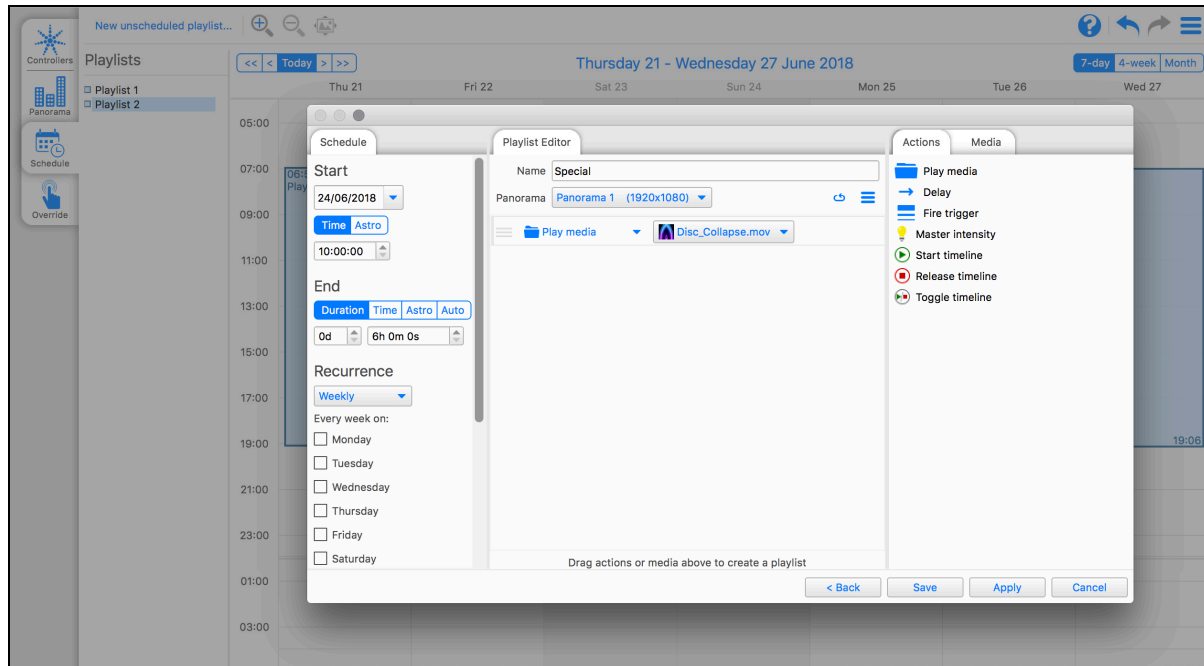 New unscheduled playlist...
Controllers
Panorama
Schedule
Override
Playlists
Playlist 1
Playlist 2
<< < Today > >>
Thursday 21 - Wednesday 27 June 2018
7-day 4-week Month
Thu 21 Fri 22 Sat 23 Sun 24 Mon 25 Tue 26 Wed 27
05:00
07:00
09:00
11:00
13:00
15:00
17:00
19:00
21:00
23:00
01:00
03:00
19:06
Schedule
Start
24/06/2018
Time Astro
10:00:00
End
Duration Time Astro Auto
0d 6h 0m 0s
Recurrence
Weekly
Every week on:
Monday
Tuesday
Wednesday
Thursday
Friday
Saturday
Playlist Editor
Name Special
Panorama Panorama 1 (1920x1080)
Play media Disc_Collapse.mov
Drag actions or media above to create a playlist
Actions Media
Play media
Delay
Fire trigger
Master intensity
Start timeline
Release timeline
Toggle timeline
< Back Save Apply Cancel